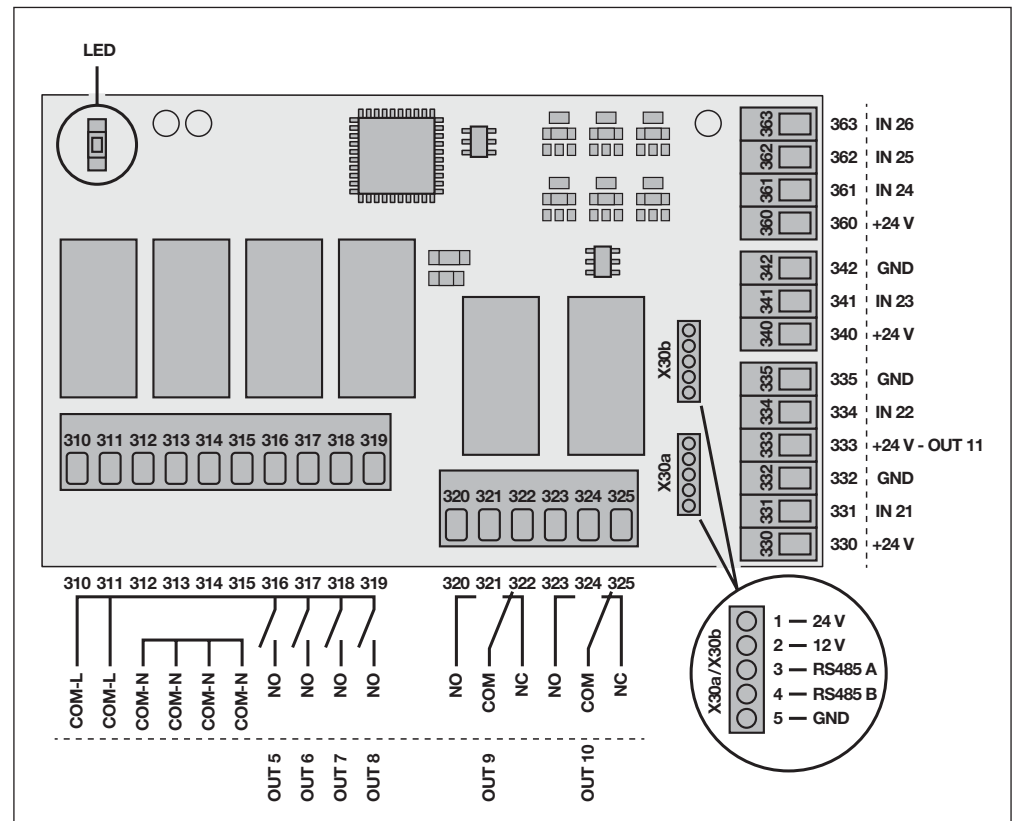 LED
363
363 IN 26
362
362 IN 25
361
361 IN 24
360
360 +24 V
342
342 GND
341
341 IN 23
340
340 +24 V
335
335 GND
334
334 IN 22
333
333 +24 V - OUT 11
332
332 GND
331
331 IN 21
330
330 +24 V
X30b
X30a
310 311 312 313 314 315 316 317 318 319
320 321 322 323 324 325
310 311 312 313 314 315 316 317 318 319
320 321 322 323 324 325
COM-L
COM-L
COM-N
COM-N
COM-N
COM-N
NO
NO
NO
NO
NO
COM
NC
NO
COM
NC
OUT 5
OUT 6
OUT 7
OUT 8
OUT 9
OUT 10
X30a/X30b
1 — 24 V
2 — 12 V
3 — RS485 A
4 — RS485 B
5 — GND